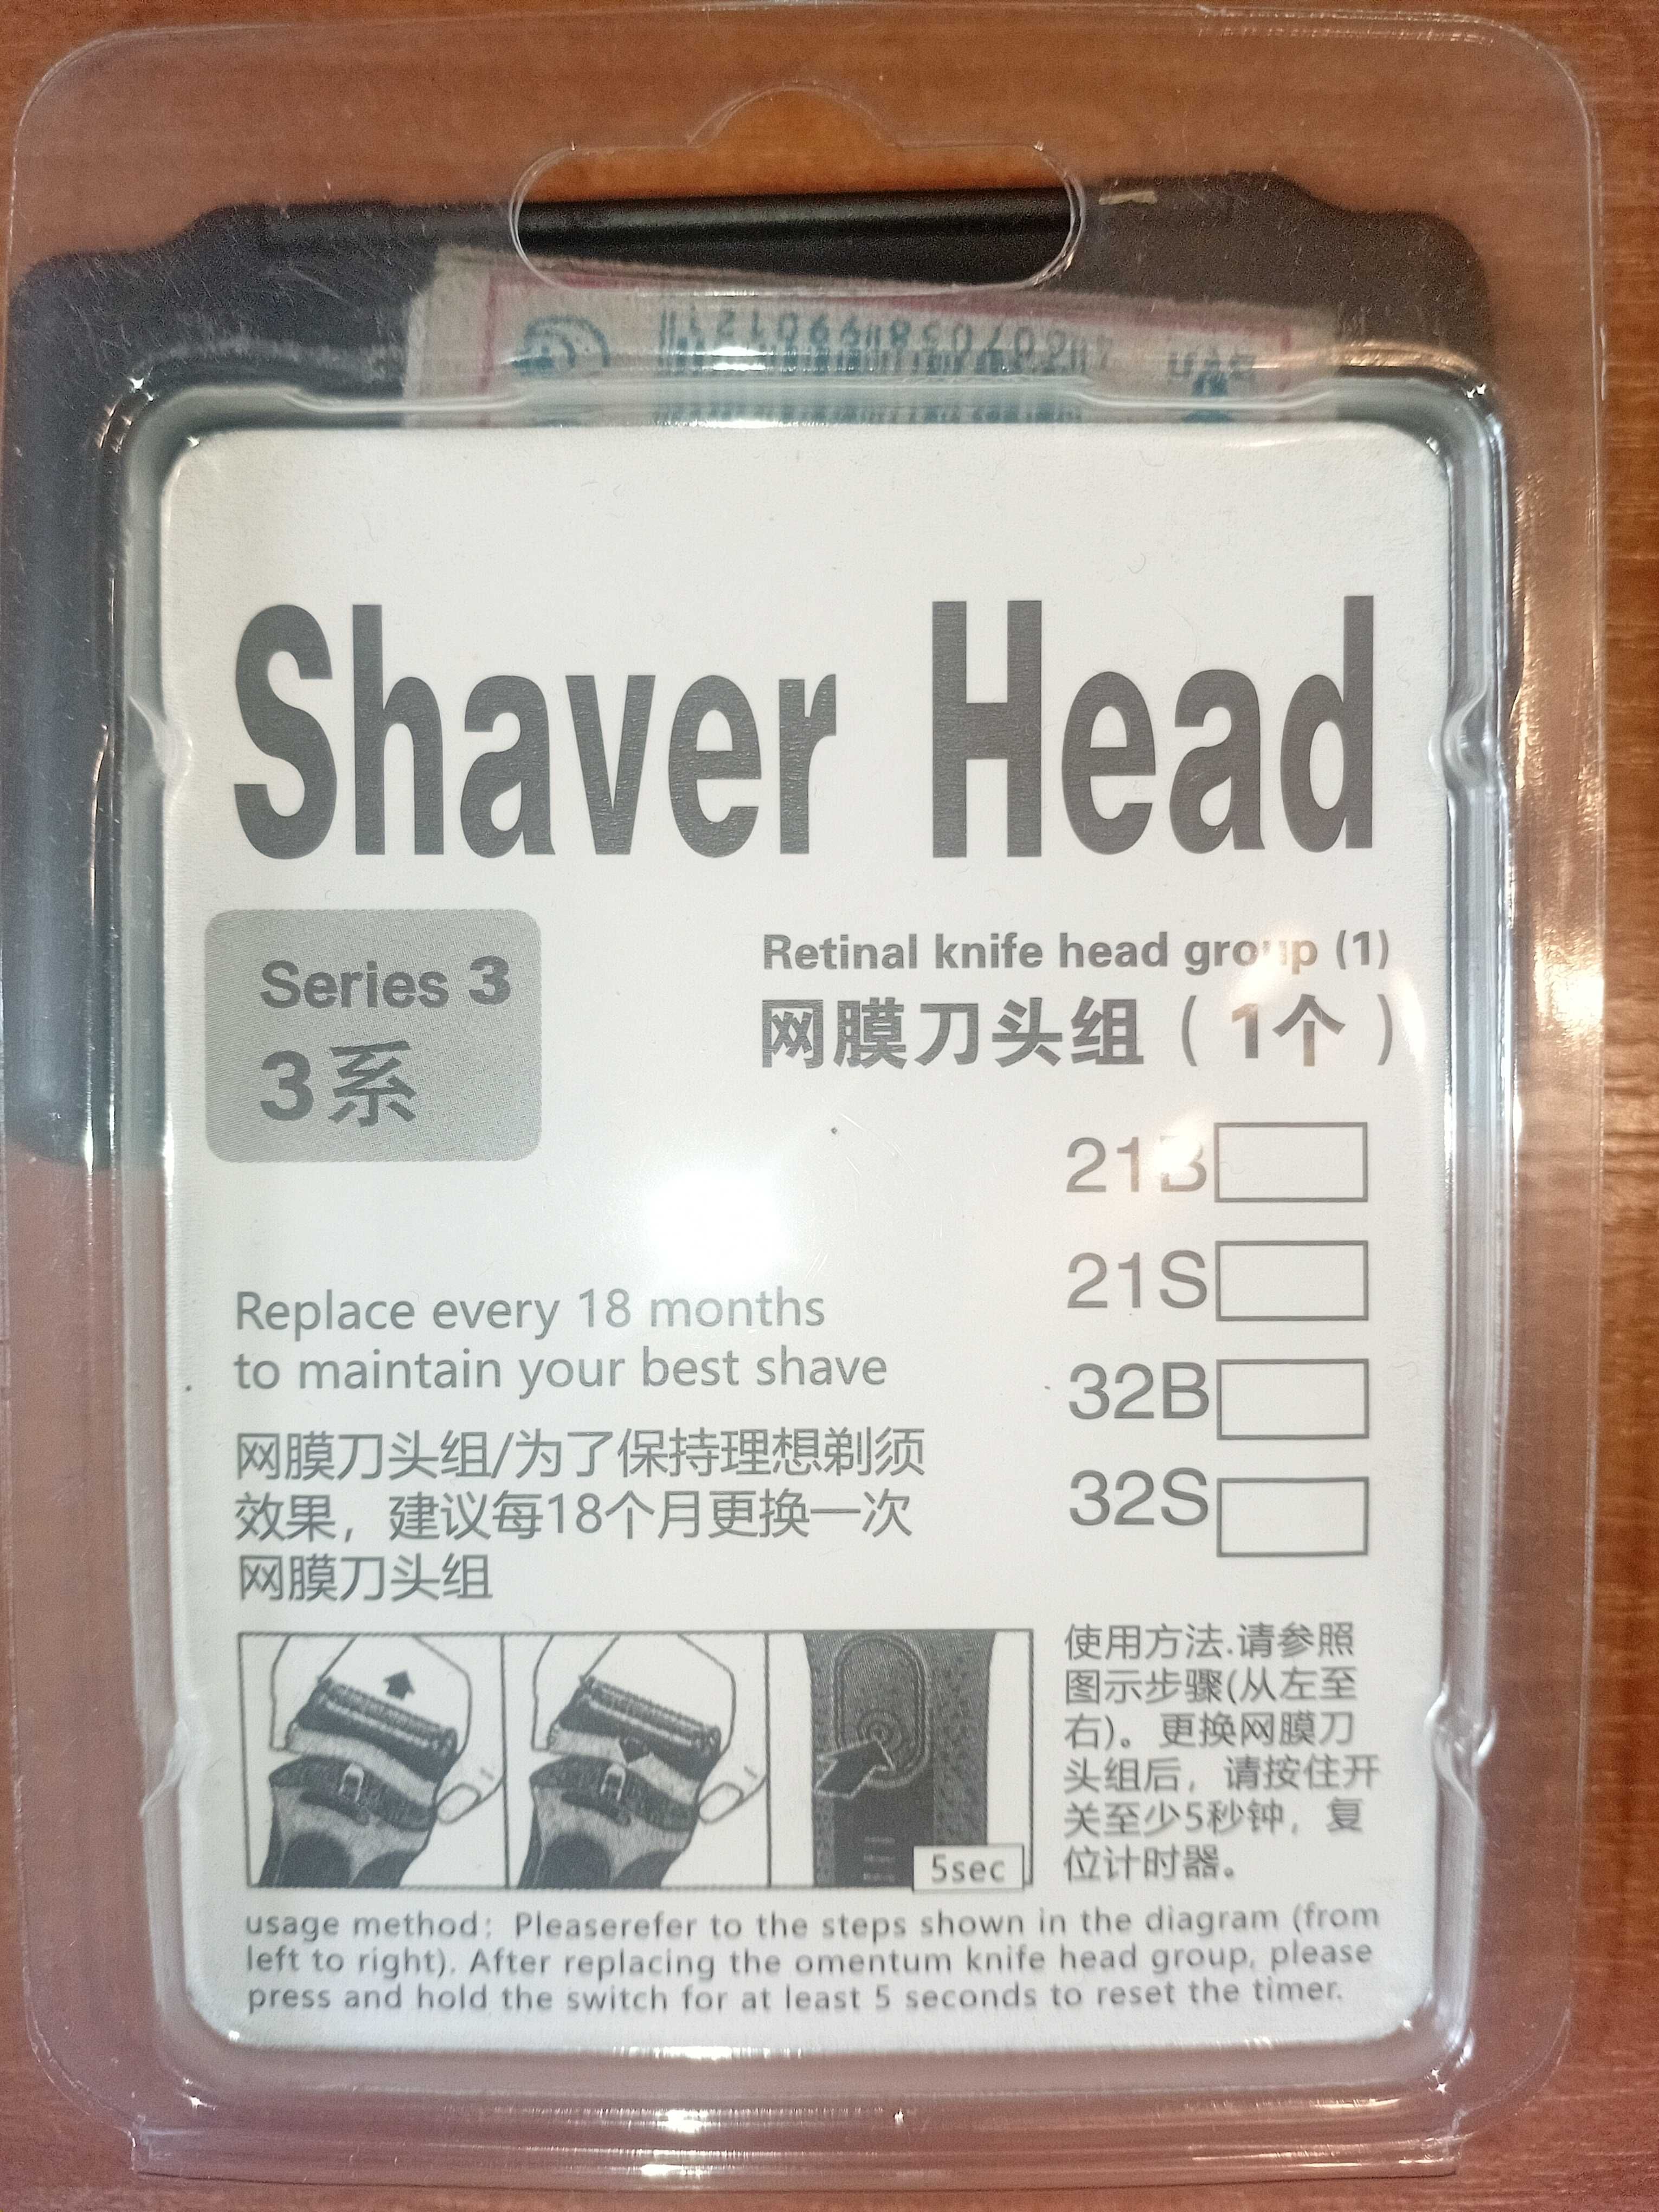 Shaver Head
Series 3
3系
Retinal knife head group (1)
网膜刀头组（1个）
21B
21S
32B
32S
Replace every 18 months
to maintain your best shave
网膜刀头组/为了保持理想剃须
效果，建议每18个月更换一次
网膜刀头组
5sec
使用方法.请参照
图示步骤(从左至
右)。更换网膜刀
头组后，请按住开
关至少5秒钟，复
位计时器。
usage method：Pleaserefer to the steps shown in the diagram (from
left to right). After replacing the omentum knife head group, please
press and hold the switch for at least 5 seconds to reset the timer.